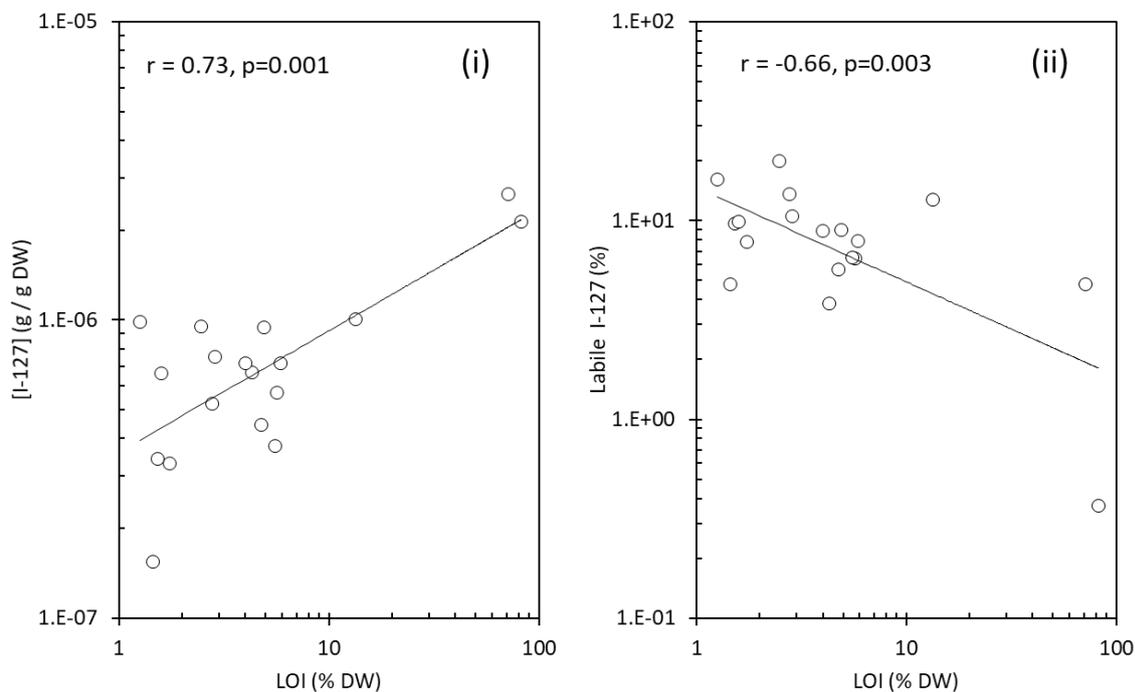 1.E-05
r = 0.73, p=0.001
(i)
1.E-06
[I-127] (g / g DW)
1.E-07
1
10
100
LOI (% DW)
1.E+02
r = -0.66, p=0.003
(ii)
1.E+01
Labile I-127 (%)
1.E+00
1.E-01
1
10
100
LOI (% DW)